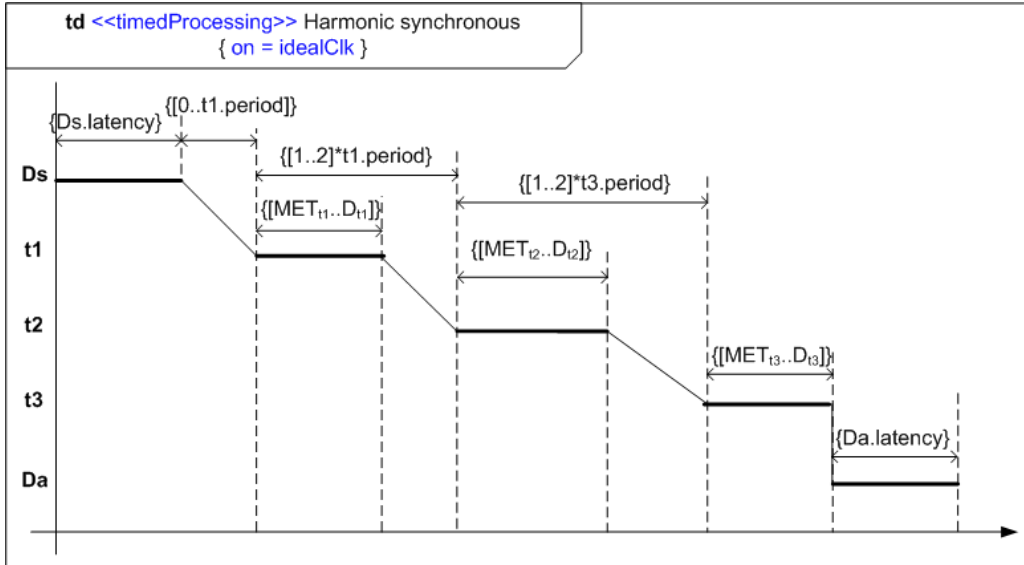 td <<timedProcessing>> Harmonic synchronous
{ on = idealClk }
{[0..t1.period]}
{Ds.latency}
{[1..2]*t1.period}
Ds
{[1..2]*t3.period}
{[METt1..Dt1]}
t1
{[METt2..Dt2]}
t2
{[METt3..Dt3]}
t3
{Da.latency}
Da